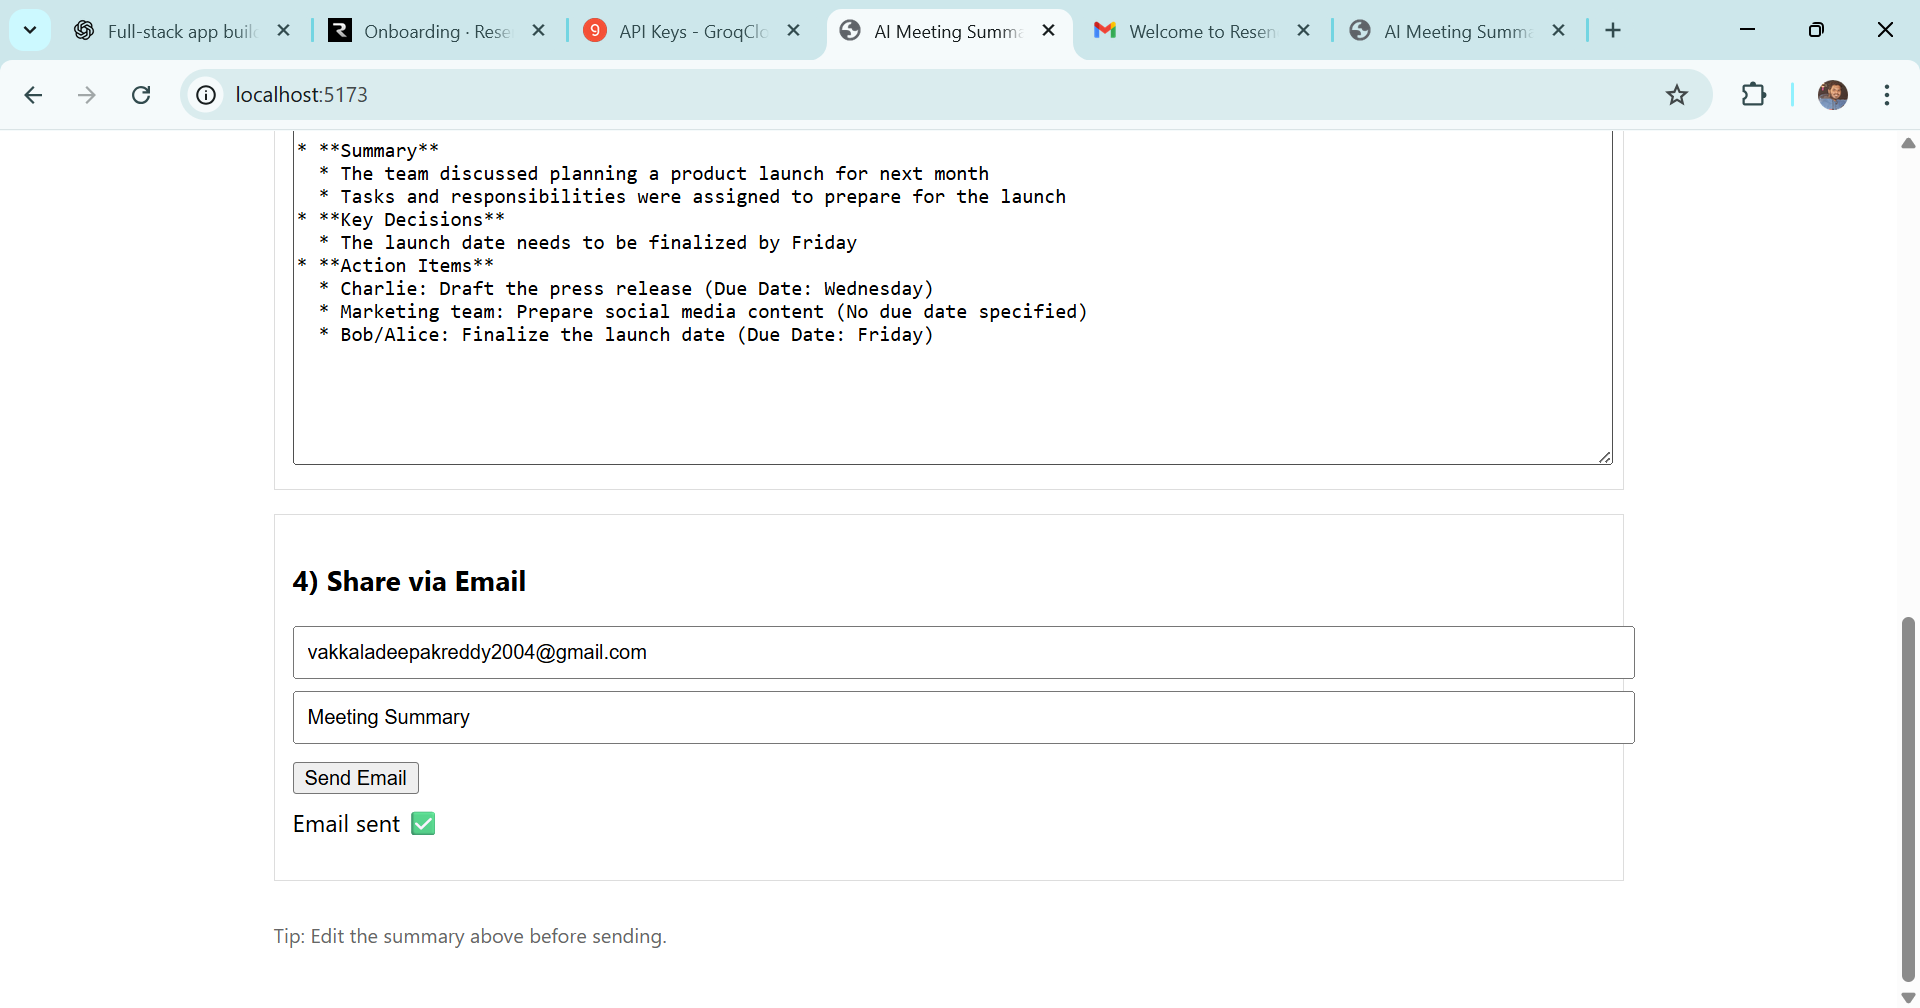 Full-stack app buil
Onboarding · Rese
9 API Keys - GroqClo
AI Meeting Summa
Welcome to Resen
AI Meeting Summa
localhost:5173
* **Summary**
* The team discussed planning a product launch for next month
* Tasks and responsibilities were assigned to prepare for the launch
* **Key Decisions**
* The launch date needs to be finalized by Friday
* **Action Items**
* Charlie: Draft the press release (Due Date: Wednesday)
* Marketing team: Prepare social media content (No due date specified)
* Bob/Alice: Finalize the launch date (Due Date: Friday)
4) Share via Email
vakkaladeepakreddy2004@gmail.com
Meeting Summary
Send Email
Email sent ✅
Tip: Edit the summary above before sending.